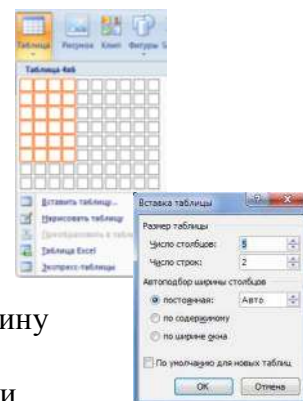 Таблица Рисунок Клип Фигуры
Таблица 4x6
Вставить таблицу...
Нарисовать таблицу
Преобразовать в
Таблица Excel
Экспресс-таблицы
Вставка таблицы
Размер таблицы
Число столбцов: 5
Число строк: 2
Автоподбор ширины столбцов
постоянная: Авто
по содержимому
по ширине окна
По умолчанию для новых таблиц
ОК Отмена
ину
и